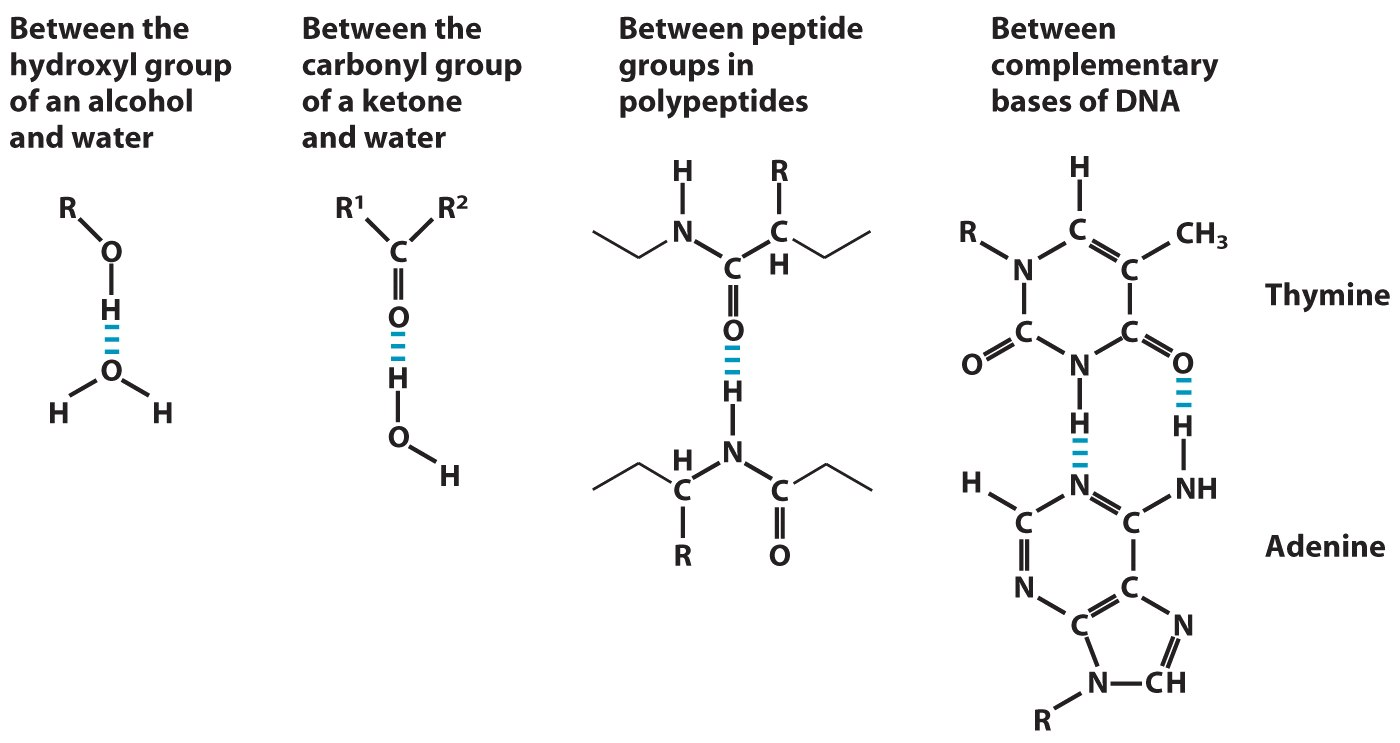 Between the
hydroxyl group
of an alcohol
and water
Between the
carbonyl group
of a ketone
and water
Between peptide
groups in
polypeptides
Between
complementary
bases of DNA
R
O
H
O
H H
R¹ R²
C
O
H
O
H
H R
N C
C H
O
H
H N
C C
R O
H
R C CH₃
N C
C C
O N O
H H
H N NH
C C
N C
C N
N CH
R
Thymine
Adenine